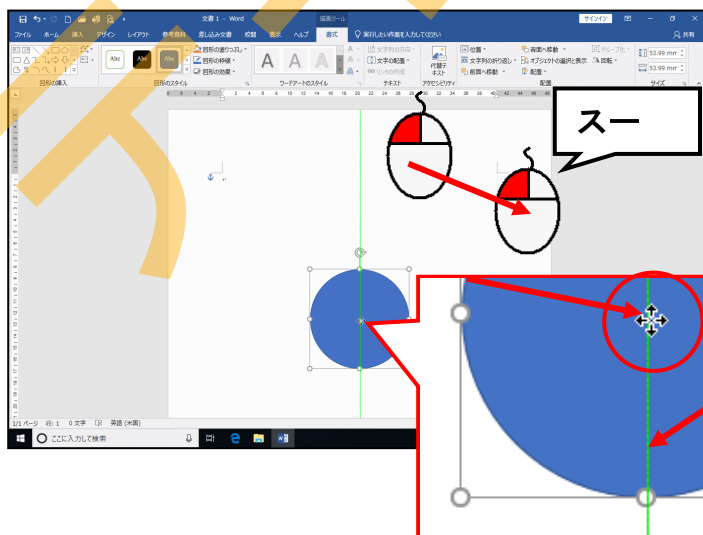 文書 1 - Word
描画ツール
サインイン
ファイル ホーム 挿入 デザイン レイアウト 参考資料 差し込み文書 校閲 表示 ヘルプ 書式 実行したい作業を入力してください 共有
図形の塗りつぶし
図形の枠線
図形の効果
Abc Abc Abc
A A A
文字列の方向
文字の配置
リンクの作成
代替テキスト
位置
文字列の折り返し
前面へ移動
背面へ移動
オブジェクトの選択と表示
配置
グループ化
回転
53.99 mm
53.99 mm
図形の挿入 図形のスタイル ワードアートのスタイル テキスト アクセシビリティ 配置 サイズ
スー
1/1 ページ 行: 1 0 文字 英語 (米国)
ここに入力して検索